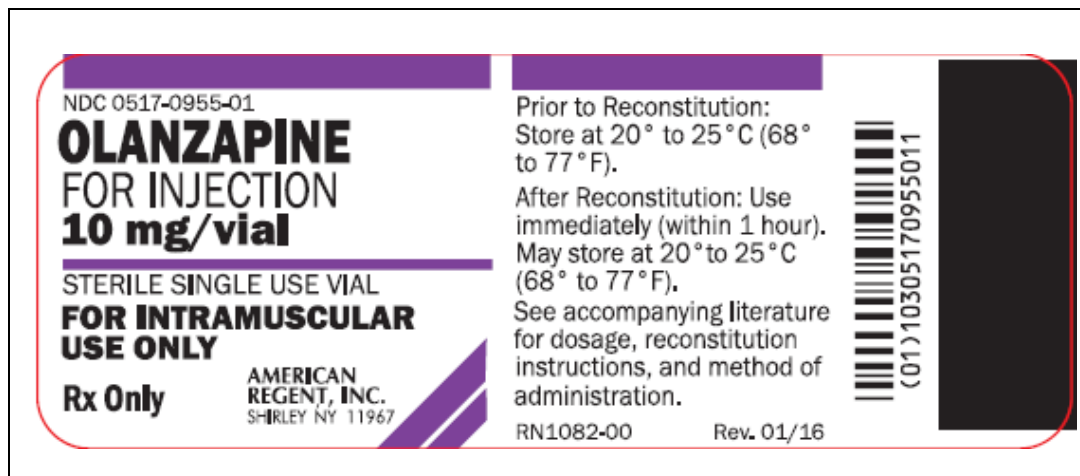 NDC 0517-0955-01
OLANZAPINE
FOR INJECTION
10 mg/vial
STERILE SINGLE USE VIAL
FOR INTRAMUSCULAR
USE ONLY
Rx Only
AMERICAN
REGENT, INC.
SHIRLEY NY 11967
Prior to Reconstitution:
Store at 20° to 25°C (68°
to 77°F).
After Reconstitution: Use
immediately (within 1 hour).
May store at 20°to 25°C
(68° to 77°F).
See accompanying literature
for dosage, reconstitution
instructions, and method of
administration.
RN1082-00 Rev. 01/16
(01)10305170955011